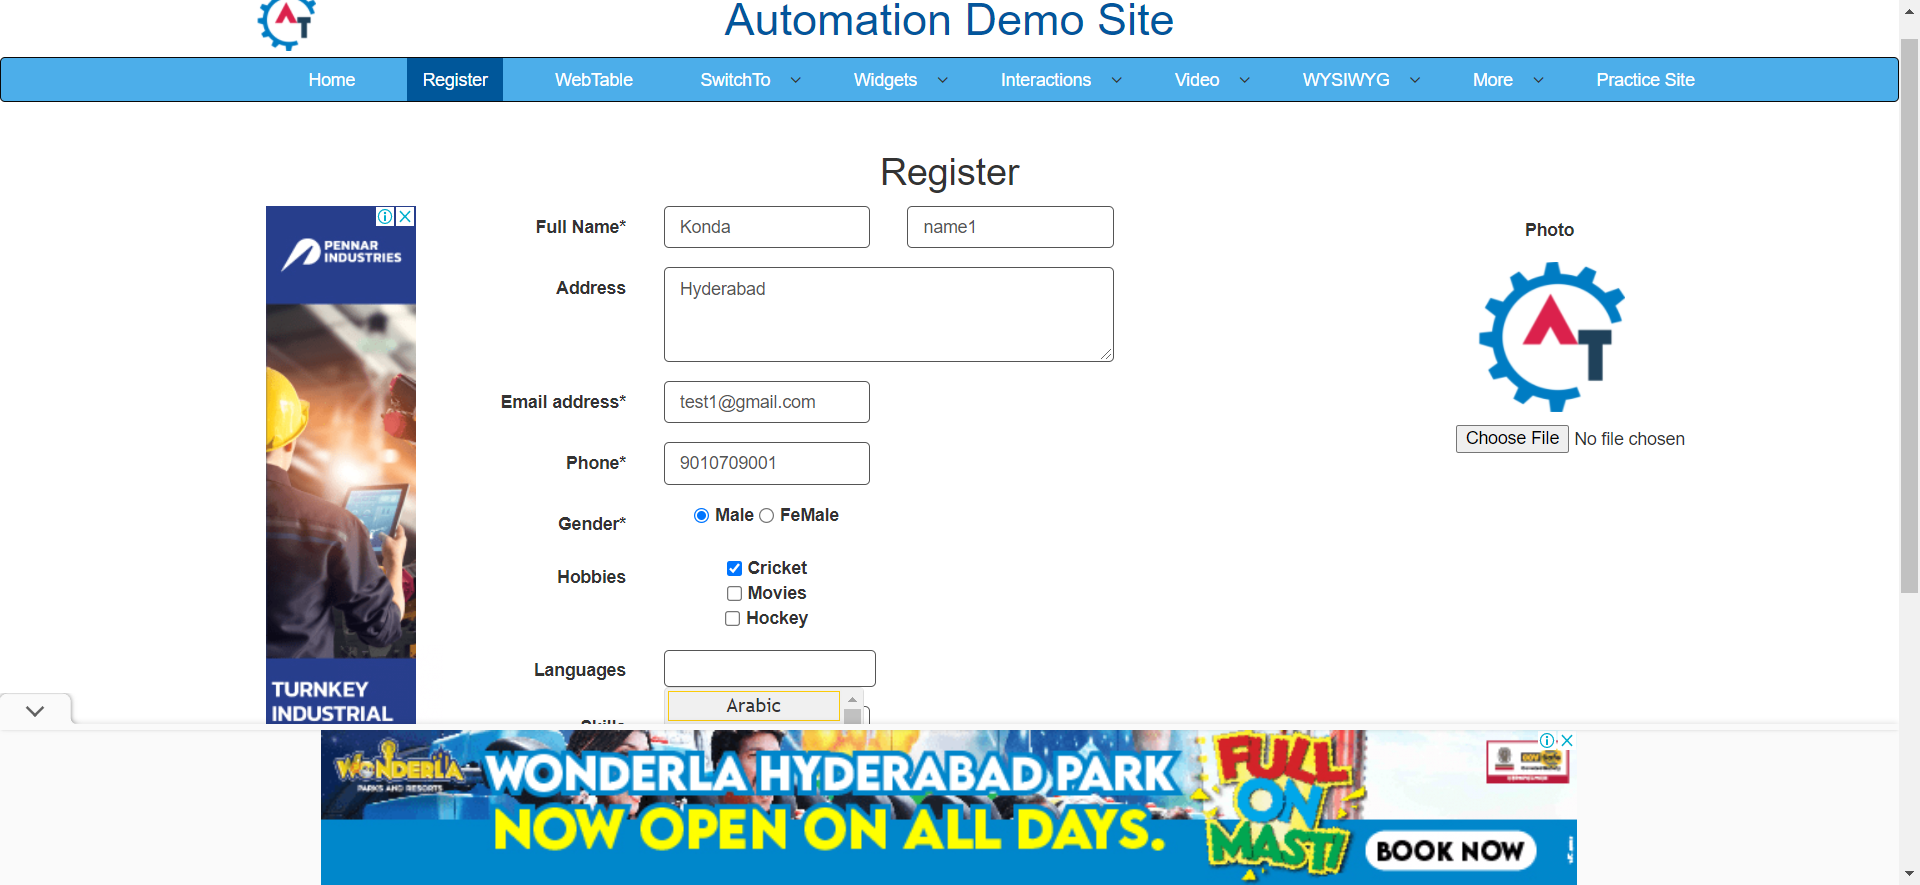 AT
Automation Demo Site
Home Register WebTable SwitchTo Widgets Interactions Video WYSIWYG More Practice Site
Register
PENNAR
INDUSTRIES
TURNKEY
INDUSTRIAL
Full Name* Konda name1
Address Hyderabad
Email address* test1@gmail.com
Phone* 9010709001
Gender* Male FeMale
Hobbies Cricket
Movies
Hockey
Languages
Arabic
Photo
AT
Choose File No file chosen
WONDERLA
PARKS AND RESORTS
WONDERLA HYDERABAD PARK
NOW OPEN ON ALL DAYS.
FULL
ON
MASTI!
BOOK NOW